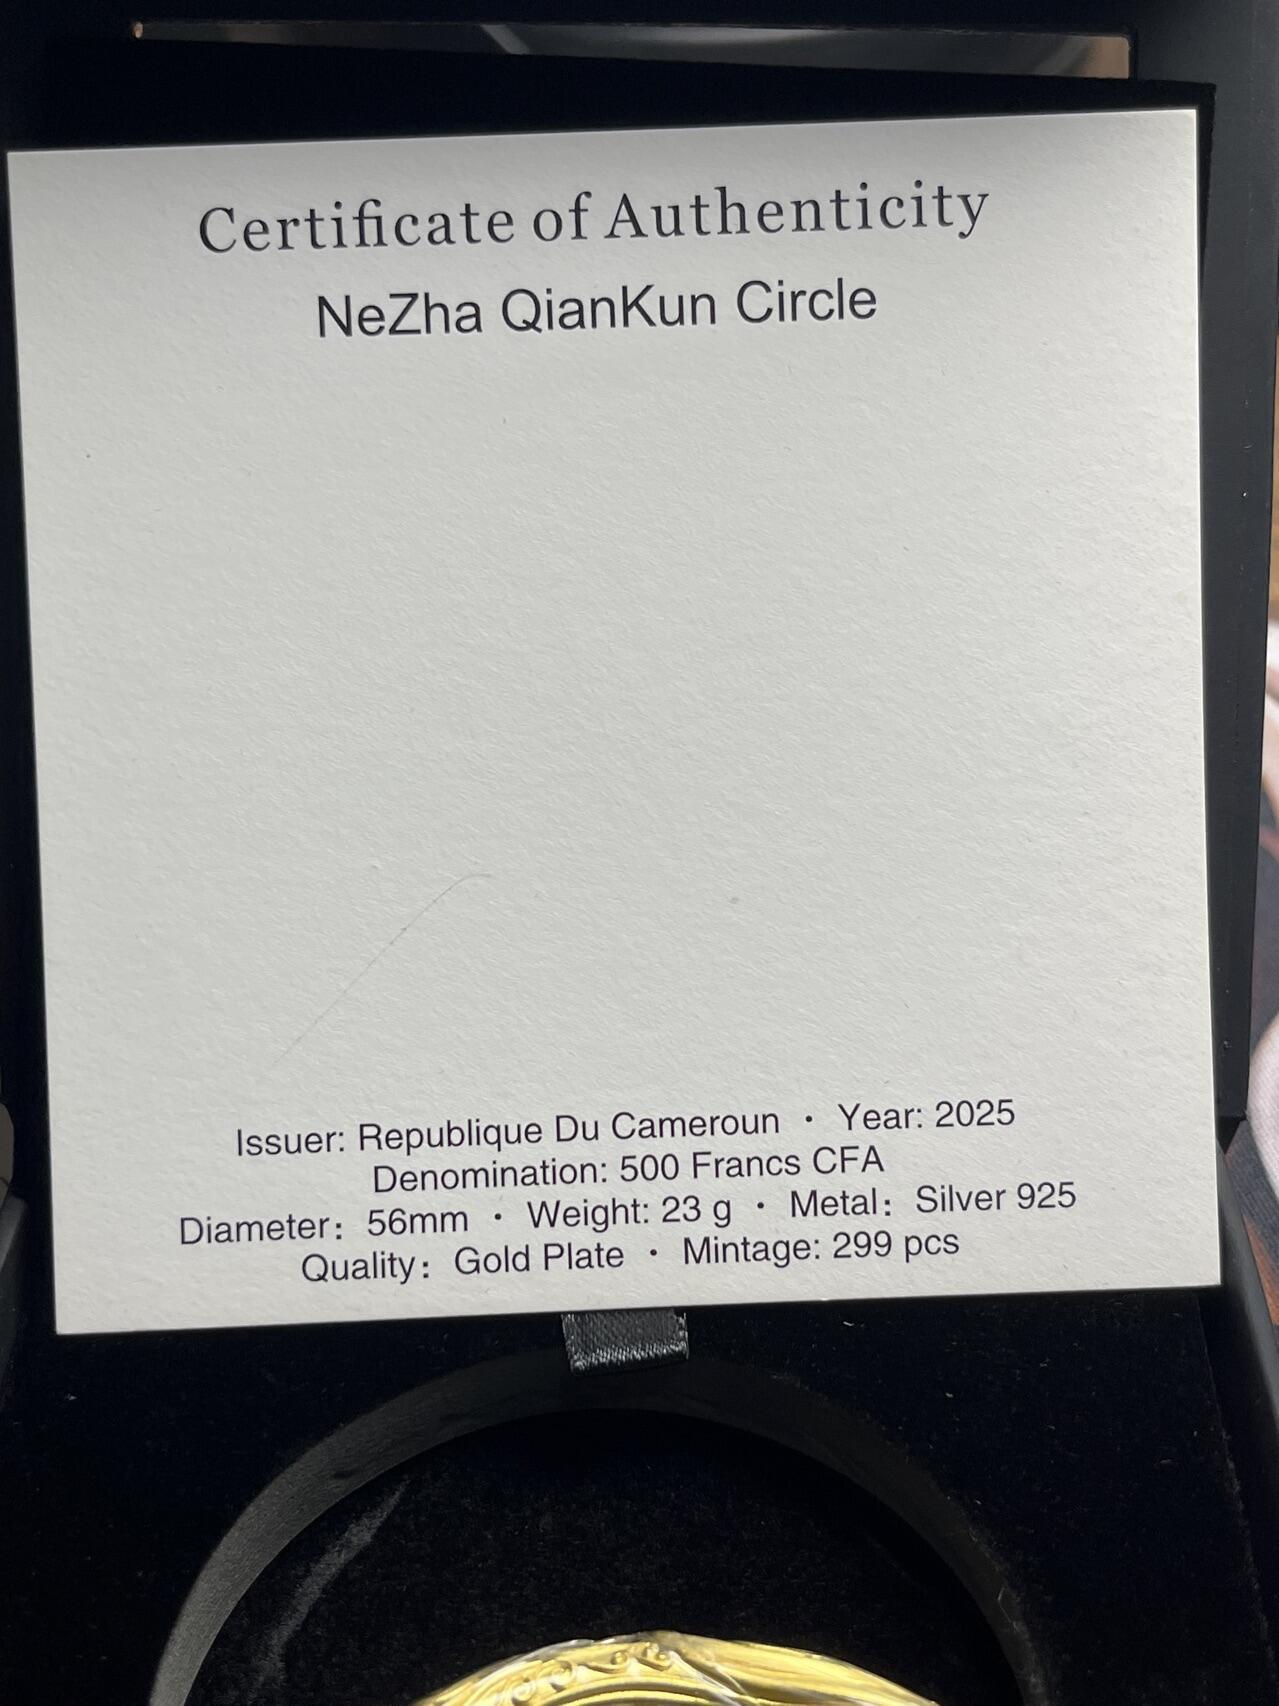 Certificate of Authenticity
NeZha QianKun Circle
Issuer: Republique Du Cameroun · Year: 2025
Denomination: 500 Francs CFA
Diameter: 56mm · Weight: 23 g · Metal: Silver 925
Quality: Gold Plate · Mintage: 299 pcs